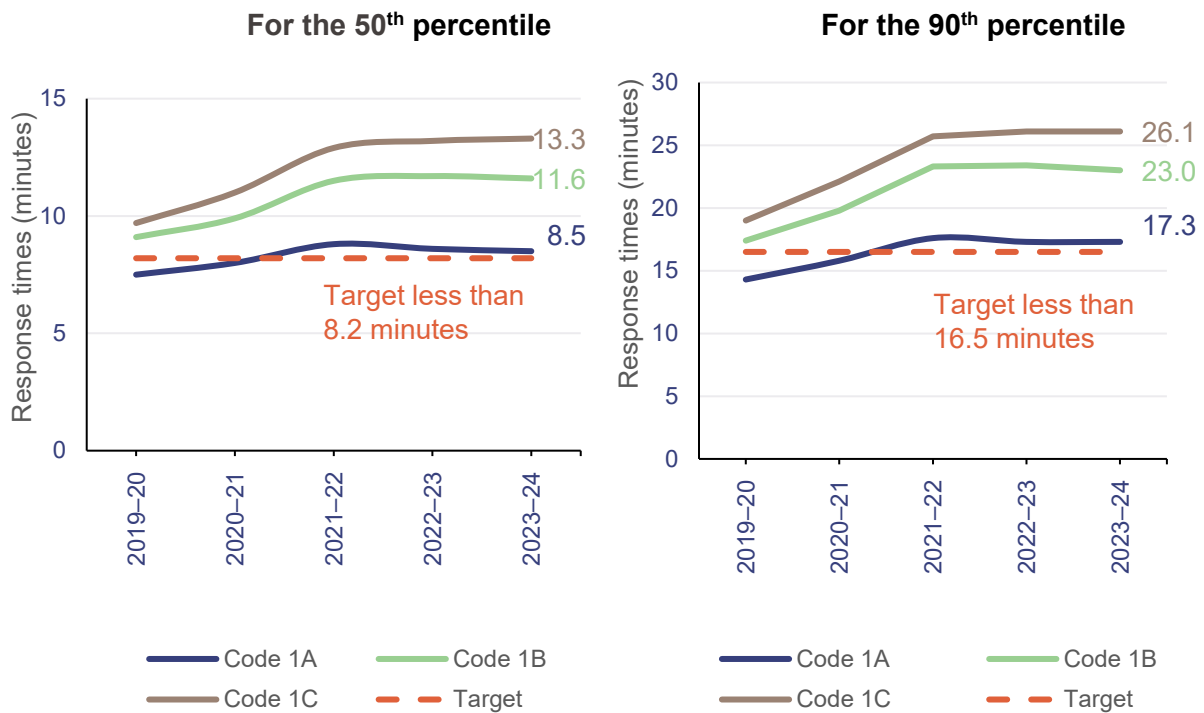 For the 50th percentile
Response times (minutes)
15
10
5
0
13.3
11.6
8.5
Target less than
8.2 minutes
2019–20
2020–21
2021–22
2022–23
2023–24
Code 1A
Code 1B
Code 1C
Target
For the 90th percentile
Response times (minutes)
30
25
20
15
10
5
0
26.1
23.0
17.3
Target less than
16.5 minutes
2019–20
2020–21
2021–22
2022–23
2023–24
Code 1A
Code 1B
Code 1C
Target